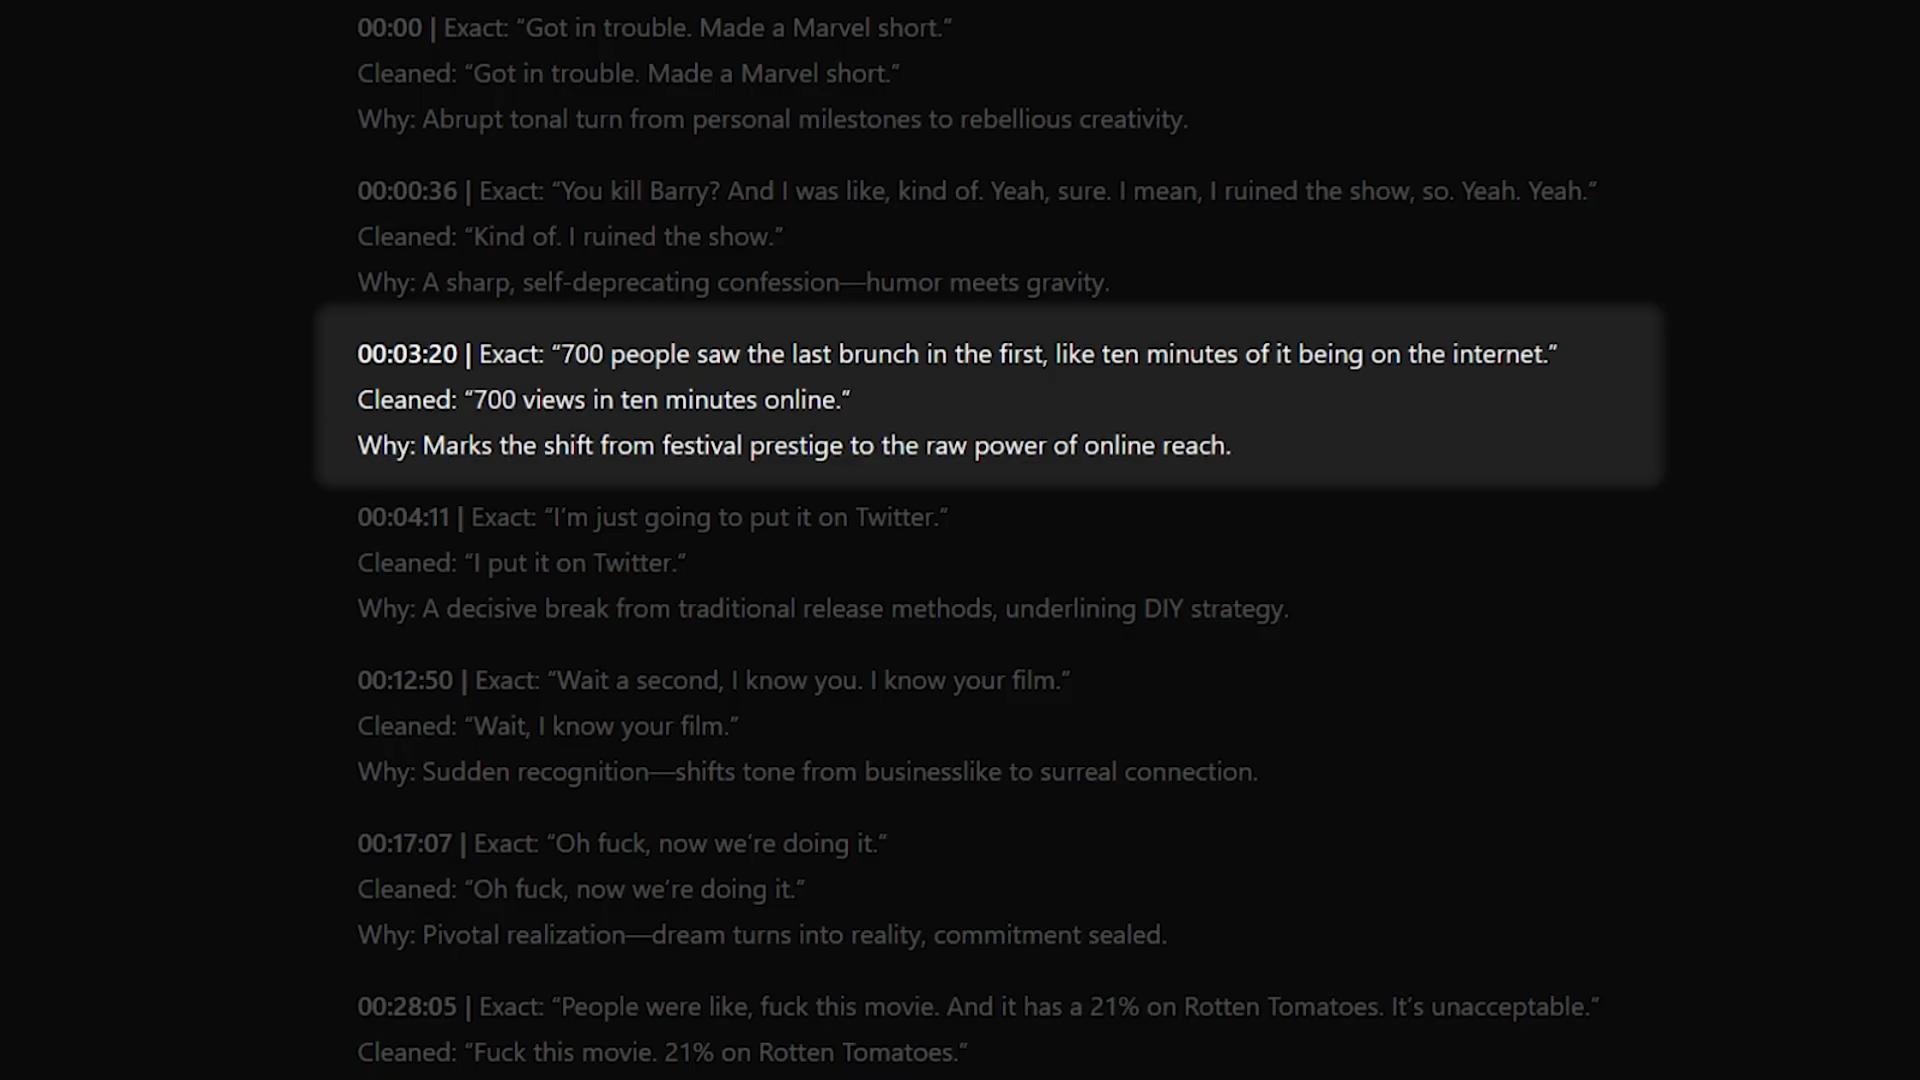 00:00 | Exact: “Got in trouble. Made a Marvel short.”
Cleaned: “Got in trouble. Made a Marvel short.”
Why: Abrupt tonal turn from personal milestones to rebellious creativity.
00:00:36 | Exact: “You kill Barry? And I was like, kind of. Yeah, sure. I mean, I ruined the show, so. Yeah. Yeah.”
Cleaned: “Kind of. I ruined the show.”
Why: A sharp, self-deprecating confession—humor meets gravity.
00:03:20 | Exact: “700 people saw the last brunch in the first, like ten minutes of it being on the internet.”
Cleaned: “700 views in ten minutes online.”
Why: Marks the shift from festival prestige to the raw power of online reach.
00:04:11 | Exact: “I’m just going to put it on Twitter.”
Cleaned: “I put it on Twitter.”
Why: A decisive break from traditional release methods, underlining DIY strategy.
00:12:50 | Exact: “Wait a second, I know you. I know your film.”
Cleaned: “Wait, I know your film.”
Why: Sudden recognition—shifts tone from businesslike to surreal connection.
00:17:07 | Exact: “Oh fuck, now we’re doing it.”
Cleaned: “Oh fuck, now we’re doing it.”
Why: Pivotal realization—dream turns into reality, commitment sealed.
00:28:05 | Exact: “People were like, fuck this movie. And it has a 21% on Rotten Tomatoes. It’s unacceptable.”
Cleaned: “Fuck this movie. 21% on Rotten Tomatoes.”